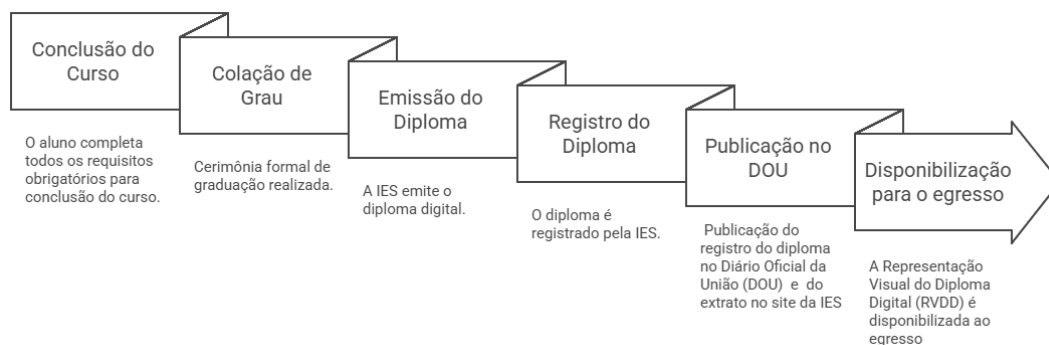 Conclusão do
Curso
O aluno completa
todos os requisitos
obrigatórios para
conclusão do curso.
Colação de
Grau
Cerimônia formal de
graduação realizada.
Emissão do
Diploma
A IES emite o
diploma digital.
Registro do
Diploma
O diploma é
registrado pela IES.
Publicação no
DOU
Publicação do
registro do diploma
no Diário Oficial da
União (DOU) e do
extrato no site da IES
Disponibilização
para o egresso
A Representação
Visual do Diploma
Digital (RVDD) é
disponibilizada ao
egresso